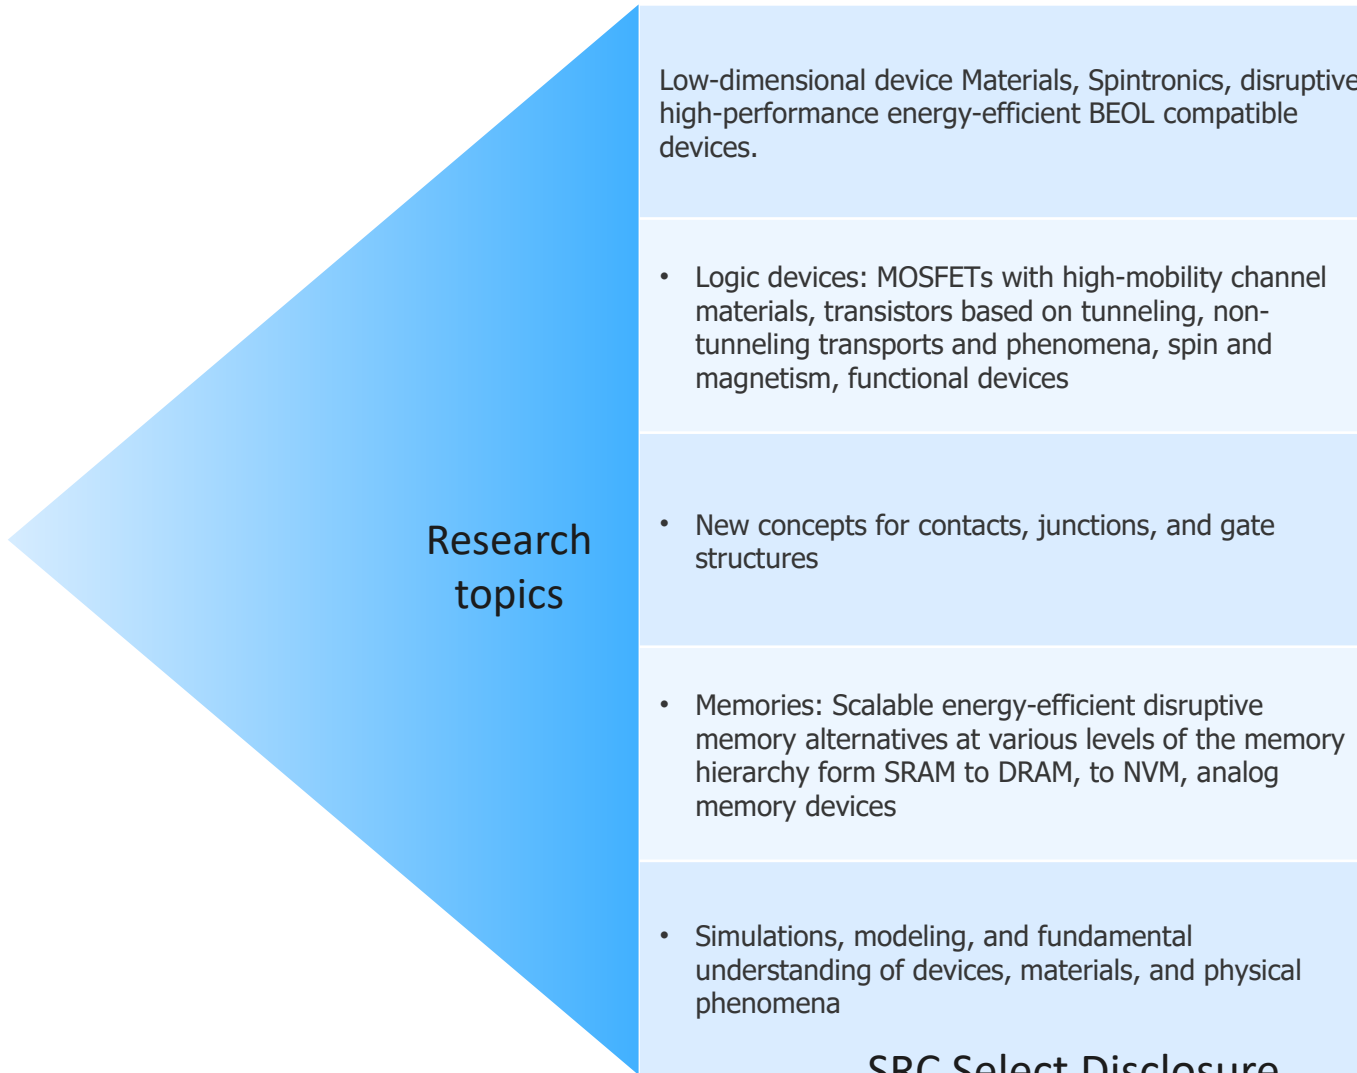 Low-dimensional device Materials, Spintronics, disruptive
high-performance energy-efficient BEOL compatible
devices.
• Logic devices: MOSFETs with high-mobility channel
materials, transistors based on tunneling, non-
tunneling transports and phenomena, spin and
magnetism, functional devices
Research
topics
• New concepts for contacts, junctions, and gate
structures
• Memories: Scalable energy-efficient disruptive
memory alternatives at various levels of the memory
hierarchy form SRAM to DRAM, to NVM, analog
memory devices
• Simulations, modeling, and fundamental
understanding of devices, materials, and physical
phenomena
SRC Select Disclosure